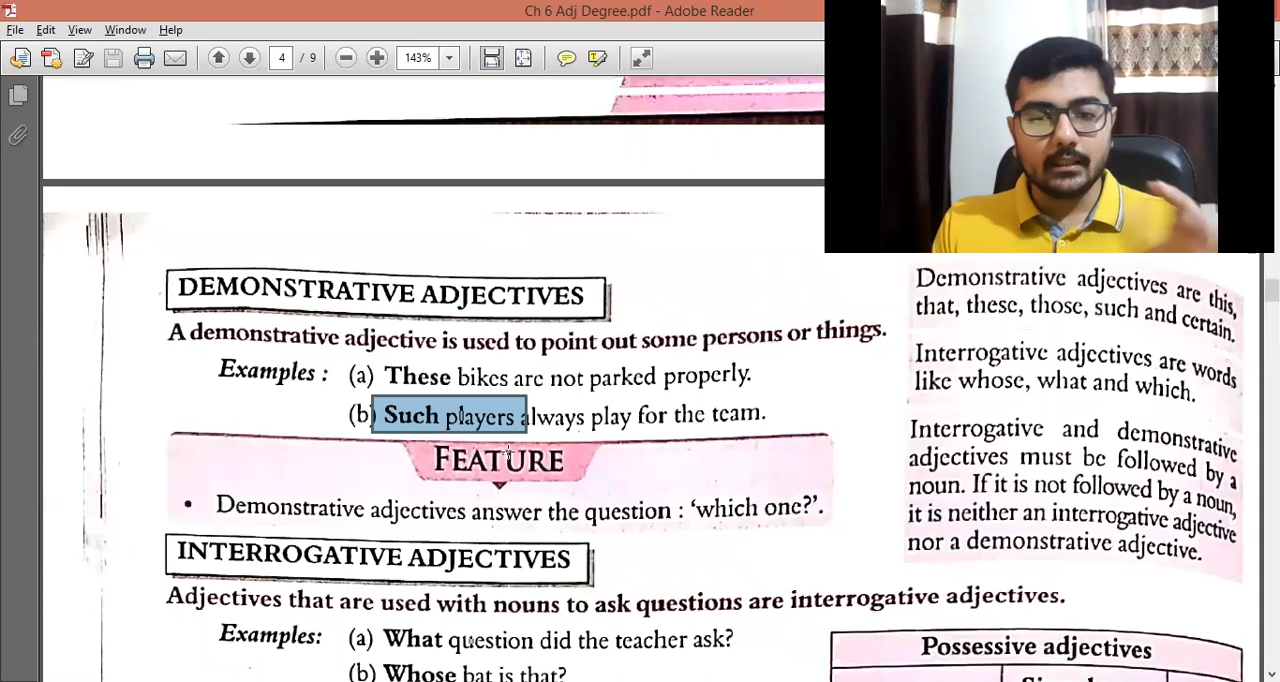 Ch 6 Adj Degree.pdf - Adobe Reader
File Edit View Window Help
4 / 9 143%
DEMONSTRATIVE ADJECTIVES
A demonstrative adjective is used to point out some persons or things.
Examples : (a) These bikes are not parked properly.
(b) Such players always play for the team.
FEATURE
• Demonstrative adjectives answer the question : 'which one?'.
INTERROGATIVE ADJECTIVES
Adjectives that are used with nouns to ask questions are interrogative adjectives.
Examples: (a) What question did the teacher ask?
(b) Whose bat is that?
Demonstrative adjectives are this,
that, these, those, such and certain.
Interrogative adjectives are words
like whose, what and which.
Interrogative and demonstrative
adjectives must be followed by a
noun. If it is not followed by a noun,
it is neither an interrogative adjective
nor a demonstrative adjective.
Possessive adjectives